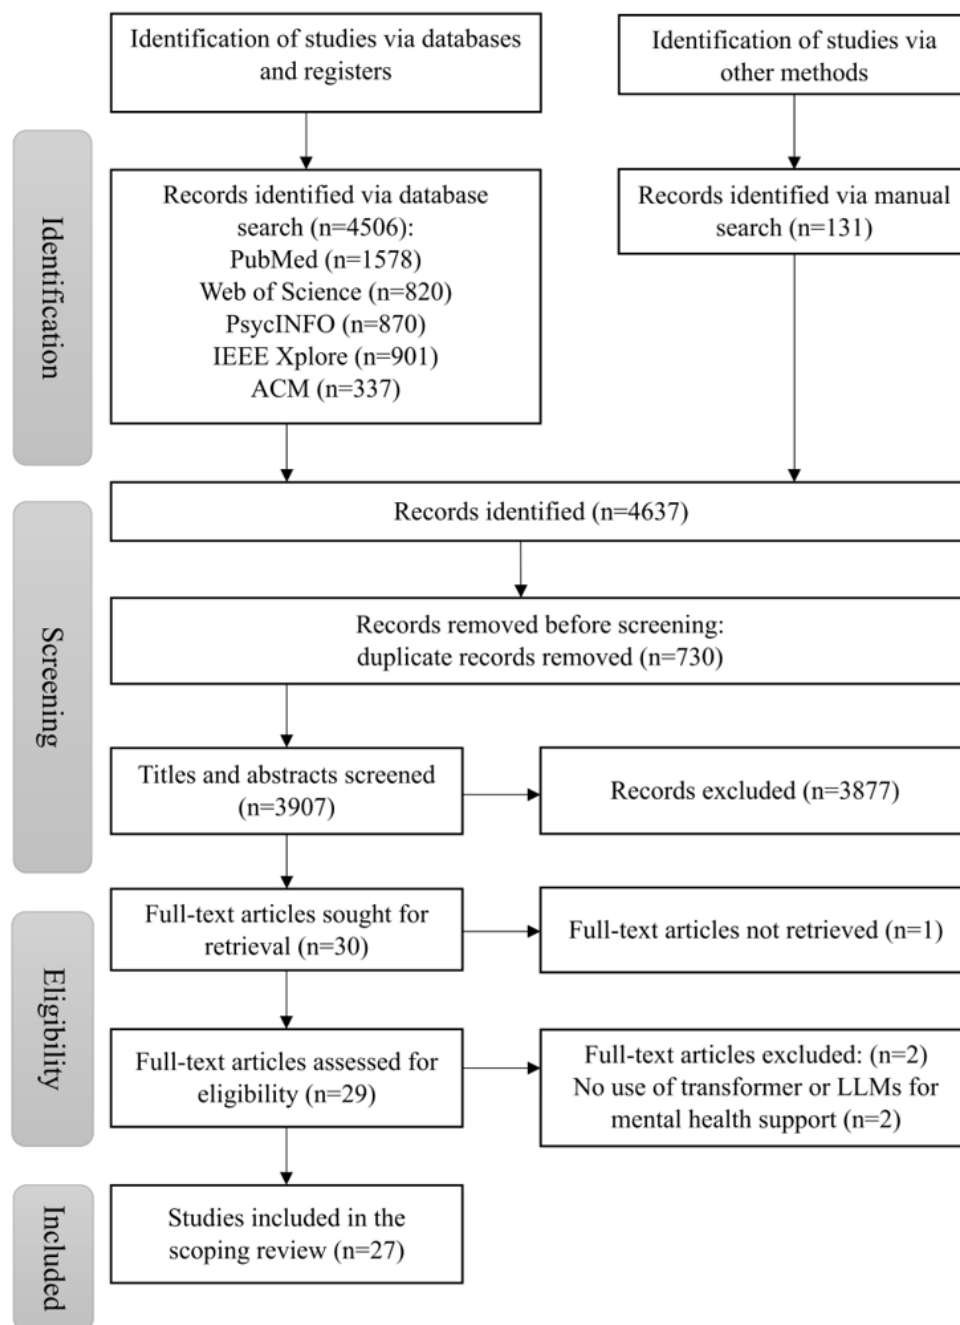 Identification of studies via databases
and registers
Identification of studies via
other methods
Identification
Records identified via database
search (n=4506):
PubMed (n=1578)
Web of Science (n=820)
PsycINFO (n=870)
IEEE Xplore (n=901)
ACM (n=337)
Records identified via manual
search (n=131)
Screening
Records identified (n=4637)
Records removed before screening:
duplicate records removed (n=730)
Titles and abstracts screened
(n=3907)
Records excluded (n=3877)
Eligibility
Full-text articles sought for
retrieval (n=30)
Full-text articles not retrieved (n=1)
Full-text articles assessed for
eligibility (n=29)
Full-text articles excluded: (n=2)
No use of transformer or LLMs for
mental health support (n=2)
Included
Studies included in the
scoping review (n=27)